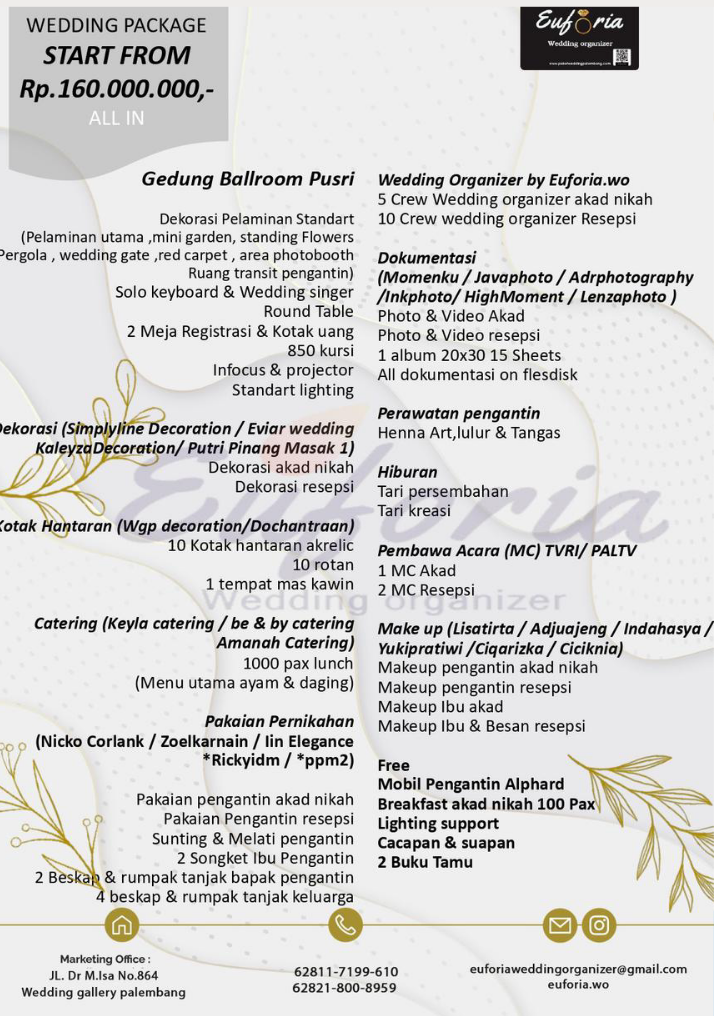 WEDDING PACKAGE
START FROM
Rp.160.000.000,-
ALL IN
Euforia
Wedding organizer
Gedung Ballroom Pusri
Dekorasi Pelaminan Standart
(Pelaminan utama ,mini garden, standing Flowers
Pergola , wedding gate ,red carpet , area photobooth
Ruang transit pengantin)
Solo keyboard & Wedding singer
Round Table
2 Meja Registrasi & Kotak uang
850 kursi
Infocus & projector
Standart lighting
Dekorasi (Simplyline Decoration / Eviar wedding
KaleyzaDecoration/ Putri Pinang Masak 1)
Dekorasi akad nikah
Dekorasi resepsi
Kotak Hantaran (Wgp decoration/Dochantraan)
10 Kotak hantaran akrelic
10 rotan
1 tempat mas kawin
Catering (Keyla catering / be & by catering
Amanah Catering)
1000 pax lunch
(Menu utama ayam & daging)
Pakaian Pernikahan
(Nicko Corlank / Zoelkarnain / Iin Elegance
*Rickyidm / *ppm2)
Pakaian pengantin akad nikah
Pakaian Pengantin resepsi
Sunting & Melati pengantin
2 Songket Ibu Pengantin
2 Beskap & rumpak tanjak bapak pengantin
4 beskap & rumpak tanjak keluarga
Wedding Organizer by Euforia.wo
5 Crew Wedding organizer akad nikah
10 Crew wedding organizer Resepsi
Dokumentasi
(Momenku / Javaphoto / Adrphotography
/Inkphoto/ HighMoment / Lenzaphoto )
Photo & Video Akad
Photo & Video resepsi
1 album 20x30 15 Sheets
All dokumentasi on flesdisk
Perawatan pengantin
Henna Art,lulur & Tangas
Hiburan
Tari persembahan
Tari kreasi
Pembawa Acara (MC) TVRI/ PALTV
1 MC Akad
2 MC Resepsi
Make up (Lisatirta / Adjuajeng / Indahasya /
Yukipratiwi /Ciqarizka / Ciciknia)
Makeup pengantin akad nikah
Makeup pengantin resepsi
Makeup Ibu akad
Makeup Ibu & Besan resepsi
Free
Mobil Pengantin Alphard
Breakfast akad nikah 100 Pax
Lighting support
Cacapan & suapan
2 Buku Tamu
Euforia
Wedding organizer
Marketing Office :
JL. Dr M.Isa No.864
Wedding gallery palembang
62811-7199-610
62821-800-8959
euforiaweddingorganizer@gmail.com
euforia.wo